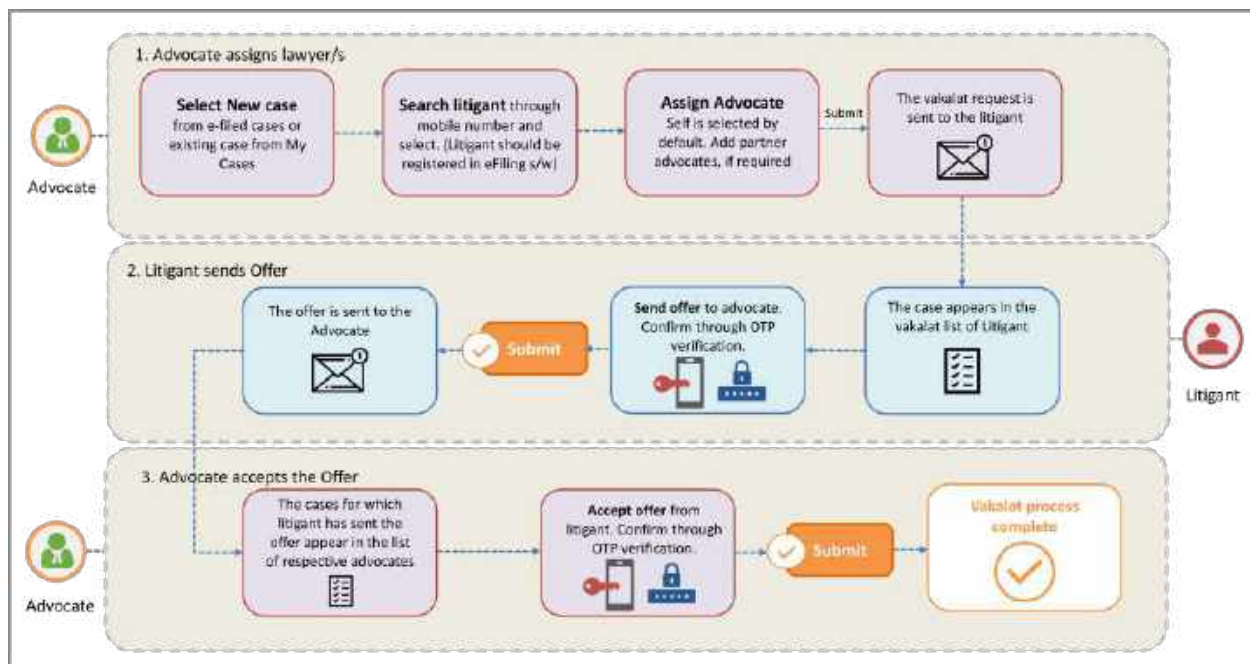 1. Advocate assigns lawyer/s
Advocate
Select New case
from e-filed cases or
existing case from My
Cases
Search litigant through
mobile number and
select. (Litigant should be
registered in eFiling s/w)
Assign Advocate
Self is selected by
default. Add partner
advocates, if required
Submit
The vakalat request is
sent to the litigant
2. Litigant sends Offer
The case appears in the
vakalat list of Litigant
Litigant
Send offer to advocate.
Confirm through OTP
verification.
Submit
The offer is sent to the
Advocate
3. Advocate accepts the Offer
Advocate
The cases for which
litigant has sent the
offer appear in the list
of respective advocates
Accept offer from
litigant. Confirm through
OTP verification.
Submit
Vakalat process
complete